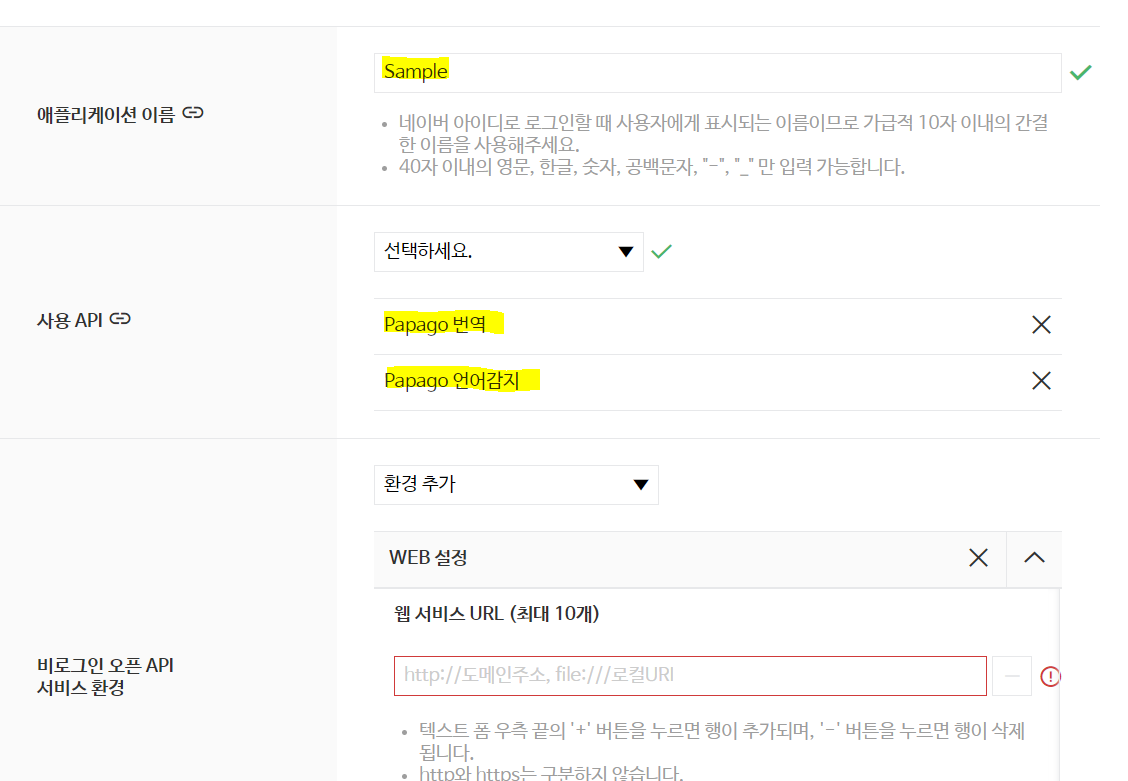 Sample
애플리케이션 이름
• 네이버 아이디로 로그인할 때 사용자에게 표시되는 이름이므로 가급적 10자 이내의 간결
한 이름을 사용해주세요.
• 40자 이내의 영문, 한글, 숫자, 공백문자, "-", "_" 만 입력 가능합니다.
선택하세요.
사용 API
Papago 번역
Papago 언어감지
환경 추가
WEB 설정
웹 서비스 URL (최대 10개)
비로그인 오픈 API
서비스 환경
http://도메인주소, file:///로컬URI
• 텍스트 폼 우측 끝의 '+' 버튼을 누르면 행이 추가되며, '-' 버튼을 누르면 행이 삭제
됩니다.
• http와 https는 구분하지 않습니다.